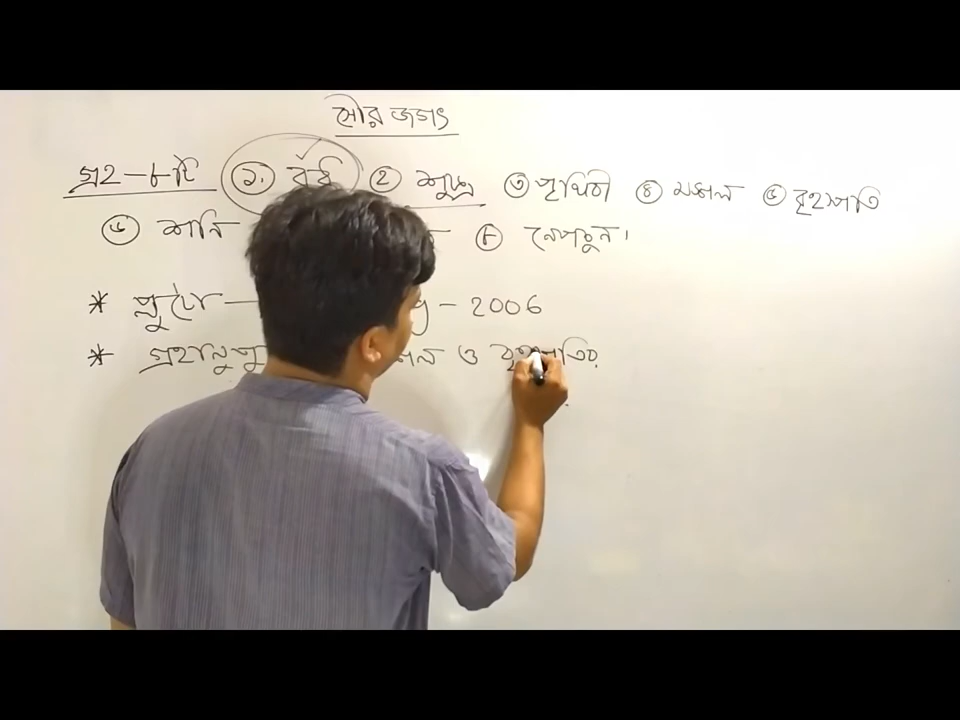 সৌর জগৎ
গ্রহ - ৮টি ১. বুধ ২ শুক্র ৩ পৃথিবী ৪ মঙ্গল ৫ বৃহস্পতি
৬ শনি ৮ নেপচুন।
* প্লুটো — - 2006
* গ্রহানুপু ও বৃহস্পতির